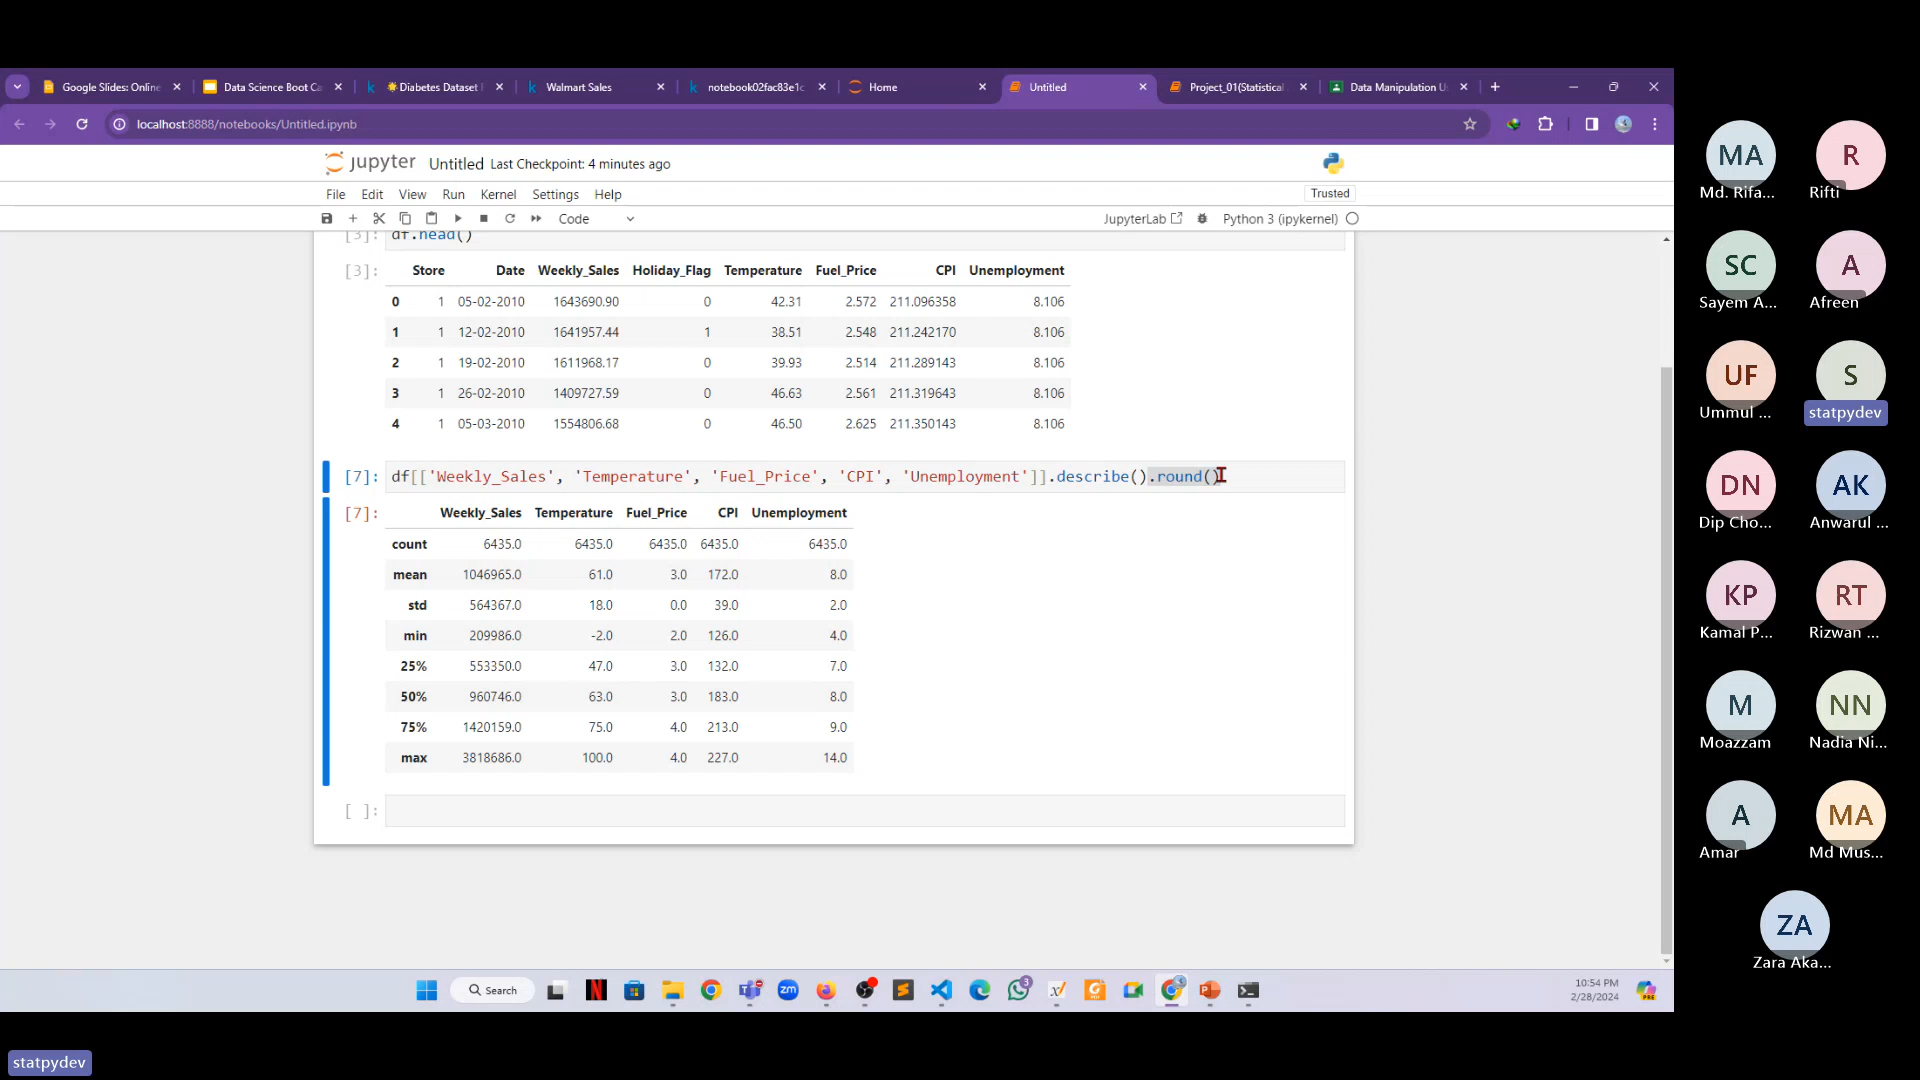 Google Slides: Online
Data Science Boot Ca
Diabetes Dataset
Walmart Sales
notebook02fac83e1c
Home
Untitled
Project_01(Statistical
Data Manipulation U
localhost:8888/notebooks/Untitled.ipynb
jupyter Untitled Last Checkpoint: 4 minutes ago
File Edit View Run Kernel Settings Help
Trusted
Code
JupyterLab
Python 3 (ipykernel)
[3]: df.head()
[3]: Store Date Weekly_Sales Holiday_Flag Temperature Fuel_Price CPI Unemployment
0 1 05-02-2010 1643690.90 0 42.31 2.572 211.096358 8.106
1 1 12-02-2010 1641957.44 1 38.51 2.548 211.242170 8.106
2 1 19-02-2010 1611968.17 0 39.93 2.514 211.289143 8.106
3 1 26-02-2010 1409727.59 0 46.63 2.561 211.319643 8.106
4 1 05-03-2010 1554806.68 0 46.50 2.625 211.350143 8.106
[7]: df[['Weekly_Sales', 'Temperature', 'Fuel_Price', 'CPI', 'Unemployment']].describe().round()
[7]: Weekly_Sales Temperature Fuel_Price CPI Unemployment
count 6435.0 6435.0 6435.0 6435.0 6435.0
mean 1046965.0 61.0 3.0 172.0 8.0
std 564367.0 18.0 0.0 39.0 2.0
min 209986.0 -2.0 2.0 126.0 4.0
25% 553350.0 47.0 3.0 132.0 7.0
50% 960746.0 63.0 3.0 183.0 8.0
75% 1420159.0 75.0 4.0 213.0 9.0
max 3818686.0 100.0 4.0 227.0 14.0
[ ]:
Search
zm
3
10:54 PM
2/28/2024
PRE
MA
Md. Rifa...
R
Rifti
SC
Sayem A...
A
Afreen
UF
Ummul ...
S
statpydev
DN
Dip Cho...
AK
Anwarul ...
KP
Kamal P...
RT
Rizwan ...
M
Moazzam
NN
Nadia Ni...
A
Amar
MA
Md Mus...
ZA
Zara Aka...
statpydev